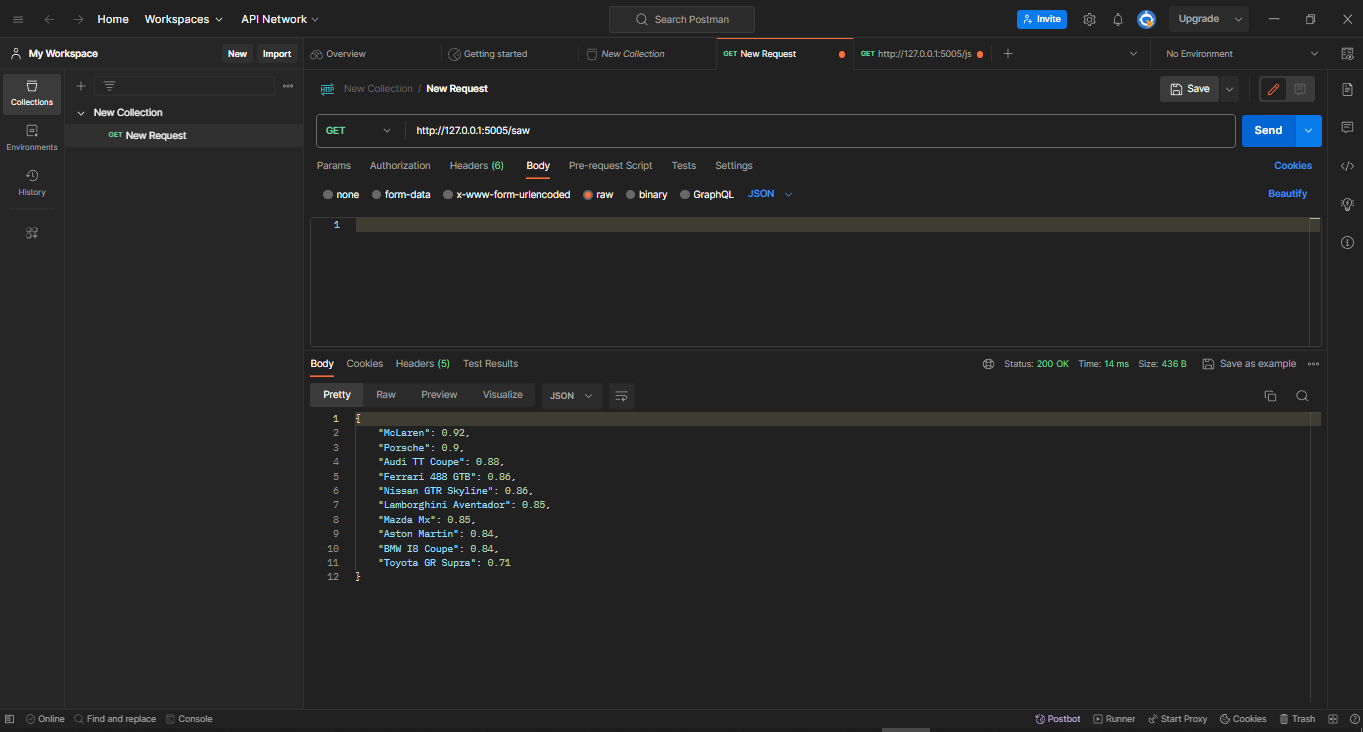 Home Workspaces API Network Search Postman Invite Upgrade
My Workspace New Import Overview Getting started New Collection GET New Request GET http://127.0.0.1:5005/js No Environment
Collections
Environments
History
New Collection
GET New Request
HTTP New Collection / New Request Save
GET http://127.0.0.1:5005/saw Send
Params Authorization Headers (6) Body Pre-request Script Tests Settings Cookies
none form-data x-www-form-urlencoded raw binary GraphQL JSON Beautify
1
Body Cookies Headers (5) Test Results Status: 200 OK Time: 14 ms Size: 436 B Save as example
Pretty Raw Preview Visualize JSON
1 {
2 "McLaren": 0.92,
3 "Porsche": 0.9,
4 "Audi TT Coupe": 0.88,
5 "Ferrari 488 GTB": 0.86,
6 "Nissan GTR Skyline": 0.86,
7 "Lamborghini Aventador": 0.85,
8 "Mazda Mx": 0.85,
9 "Aston Martin": 0.84,
10 "BMW I8 Coupe": 0.84,
11 "Toyota GR Supra": 0.71
12 }
Online Find and replace Console Postbot Runner Start Proxy Cookies Trash